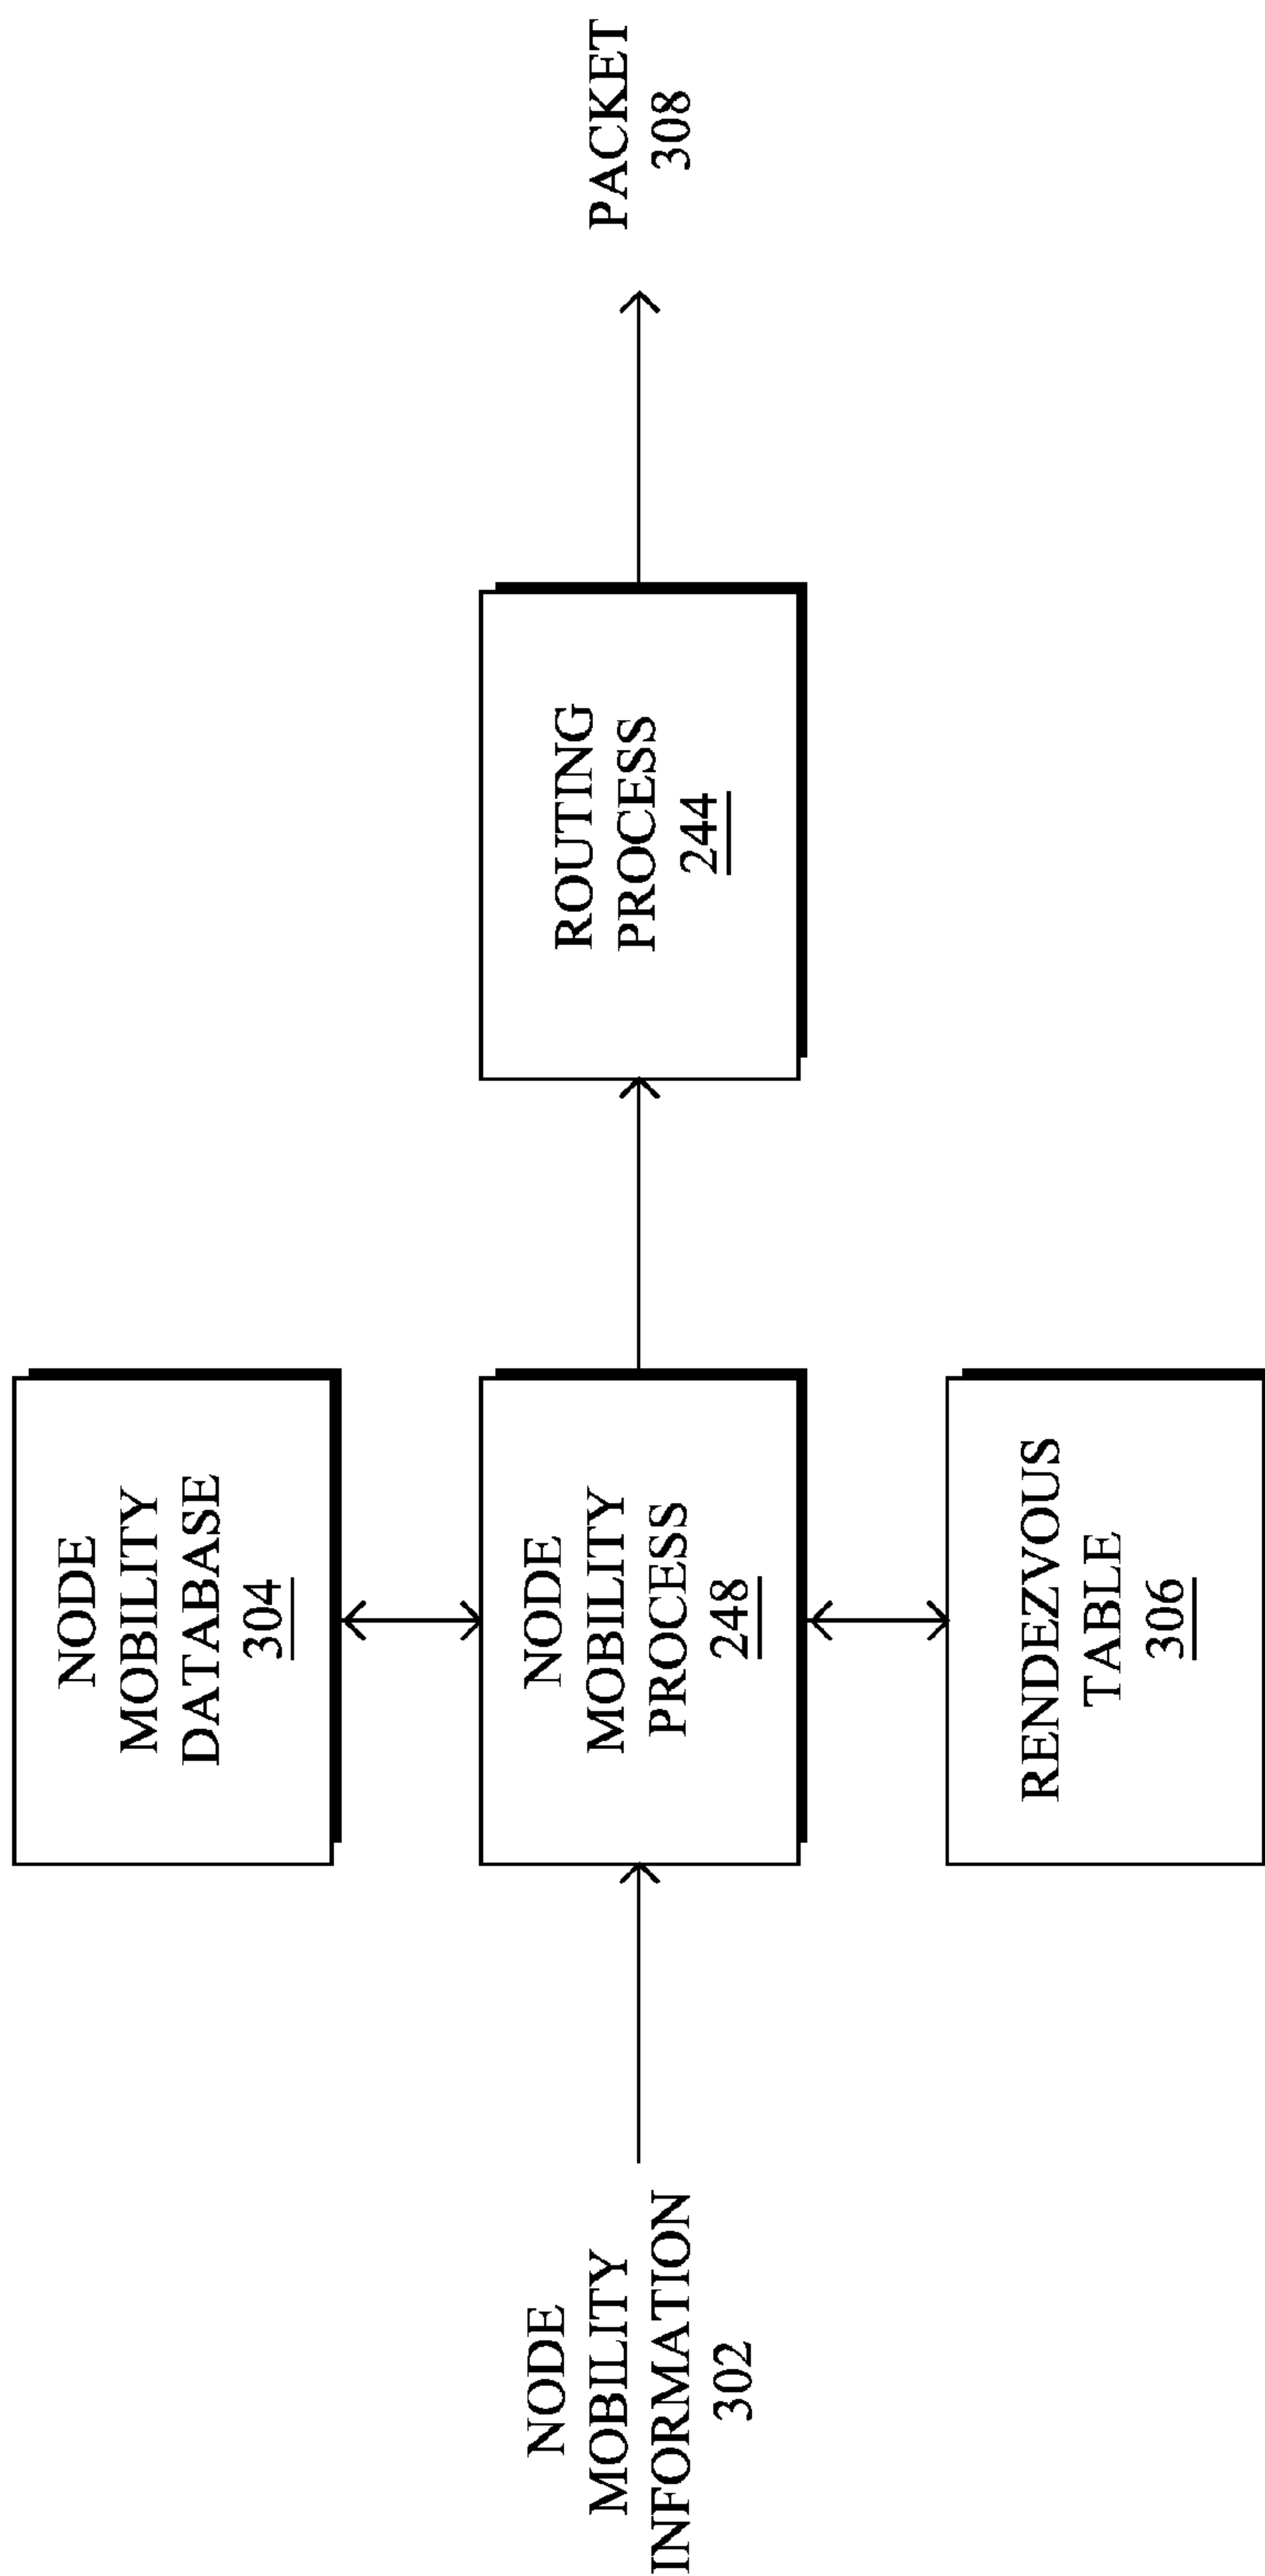 NODE
MOBILITY
INFORMATION
302
NODE
MOBILITY
DATABASE
304
NODE
MOBILITY
PROCESS
248
RENDEZVOUS
TABLE
306
ROUTING
PROCESS
244
PACKET
308